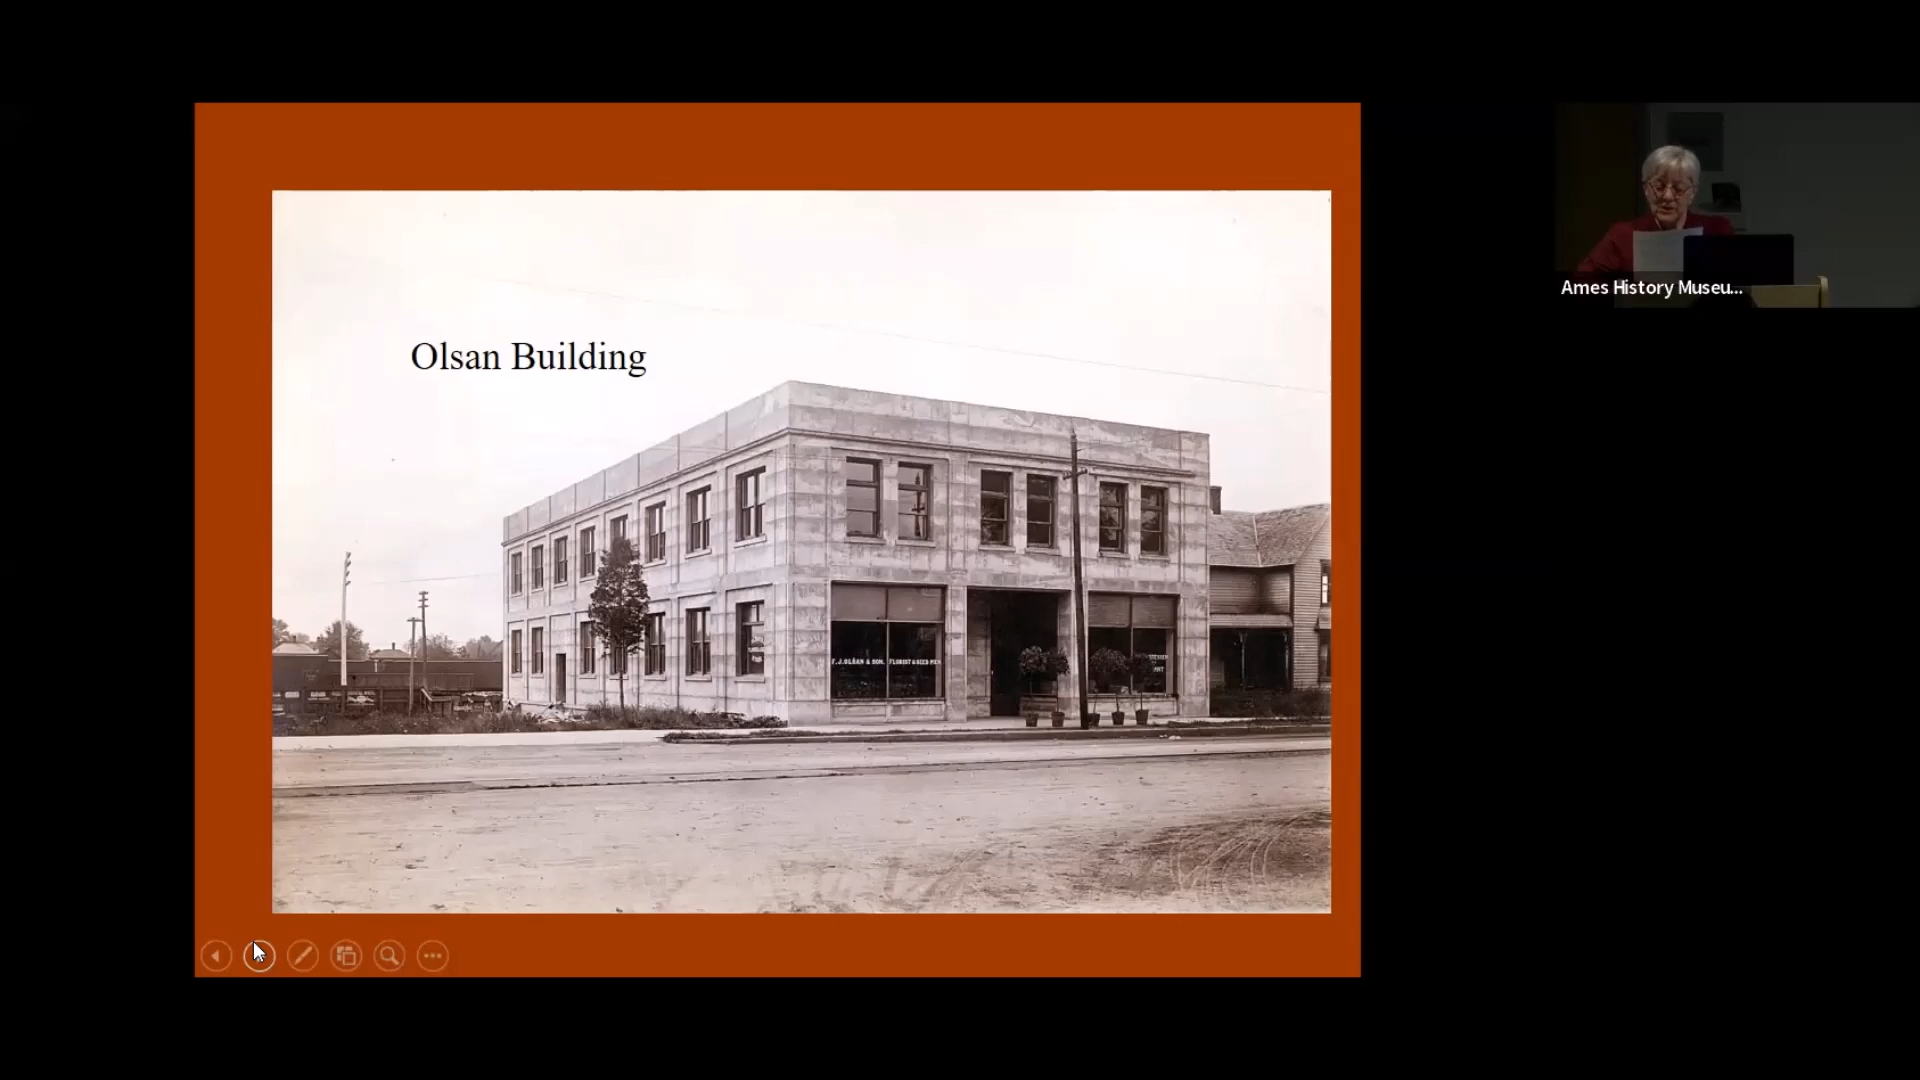 Olsan Building
F. J. OLSAN & SON. FLORIST & SEED MEN
Ames History Museu...